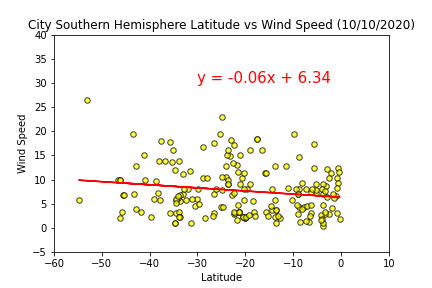 City Southern Hemisphere Latitude vs Wind Speed (10/10/2020)
40
35
30
25
20
15
10
5
0
−5
Wind Speed
y = -0.06x + 6.34
−60 −50 −40 −30 −20 −10 0 10
Latitude